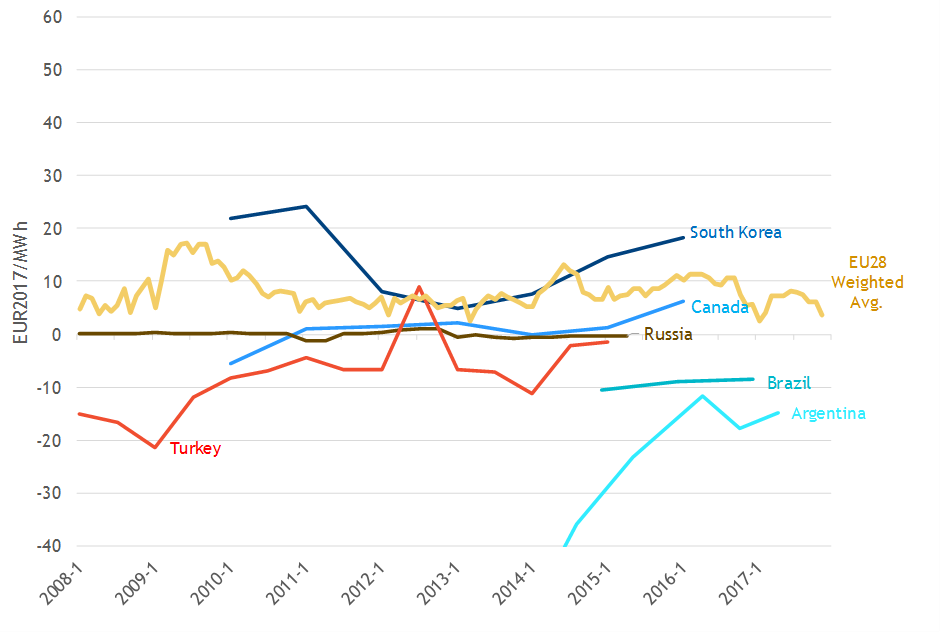 60
50
40
30
20
10
0
-10
-20
-30
-40
EUR2017/MWh
South Korea
EU28
Weighted
Avg.
Canada
Russia
Brazil
Argentina
Turkey
2008-1
2009-1
2010-1
2011-1
2012-1
2013-1
2014-1
2015-1
2016-1
2017-1